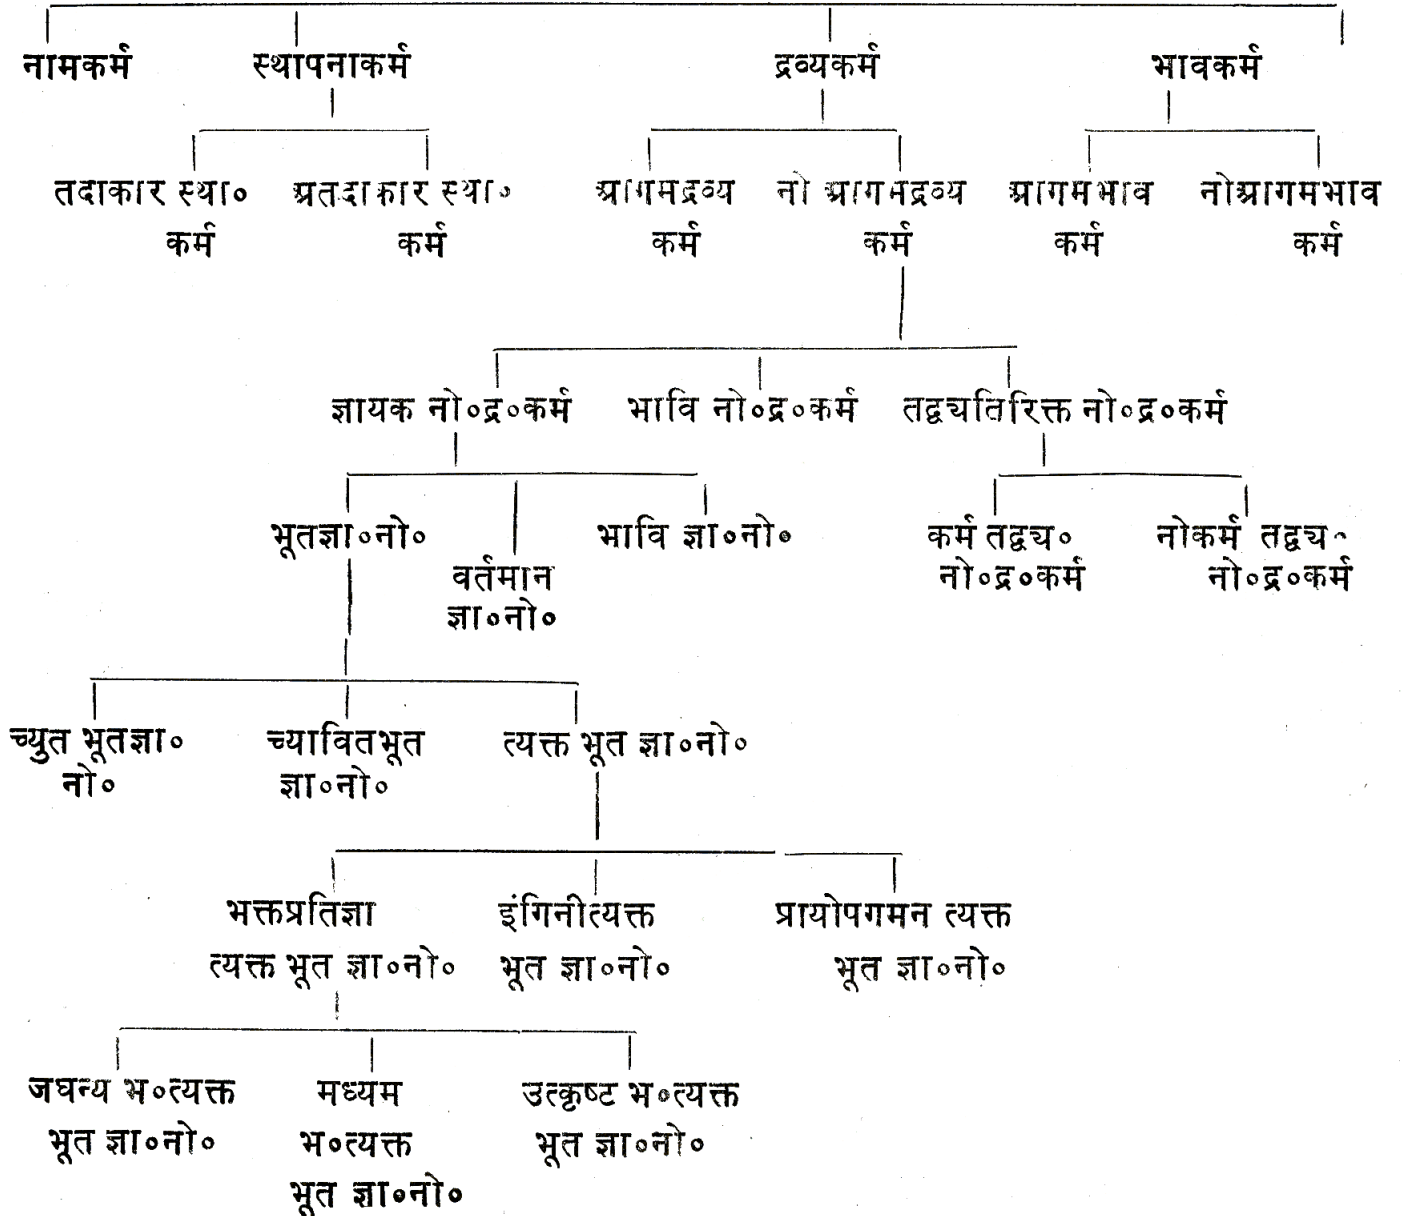 नामकर्म स्थापनाकर्म द्रव्यकर्म भावकर्म
तदाकार स्था० अतदाकार स्था० आगमद्रव्य नो आगमद्रव्य आगमभाव नोआगमभाव
कर्म कर्म कर्म कर्म कर्म कर्म
ज्ञायक नो०द्र०कर्म भावि नो०द्र०कर्म तद्वयतिरिक्त नो०द्र०कर्म
भूतज्ञा०नो० भावि ज्ञा०नो० कर्म तद्वय० नोकर्म तद्वय०
वर्तमान नो०द्र०कर्म नो०द्र०कर्म
ज्ञा०नो०
च्युत भूतज्ञा० च्यावितभूत त्यक्त भूत ज्ञा०नो०
नो० ज्ञा०नो०
भक्तप्रतिज्ञा इंगिनीत्यक्त प्रायोपगमन त्यक्त
त्यक्त भूत ज्ञा०नो० भूत ज्ञा०नो० भूत ज्ञा०नो०
जघन्य भ०त्यक्त मध्यम उत्कृष्ट भ०त्यक्त
भूत ज्ञा०नो० भ०त्यक्त भूत ज्ञा०नो०
भूत ज्ञा०नो०